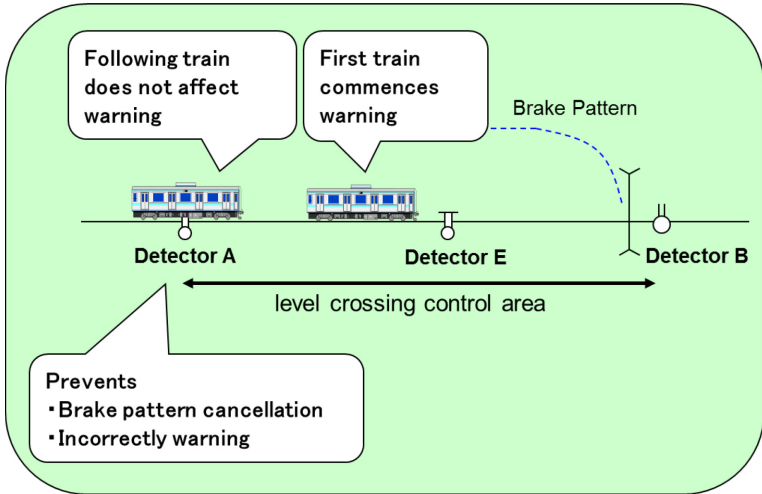 Following train
does not affect
warning
First train
commences
warning
Brake Pattern
Detector A
Detector E
Detector B
level crossing control area
Prevents
・Brake pattern cancellation
・Incorrectly warning